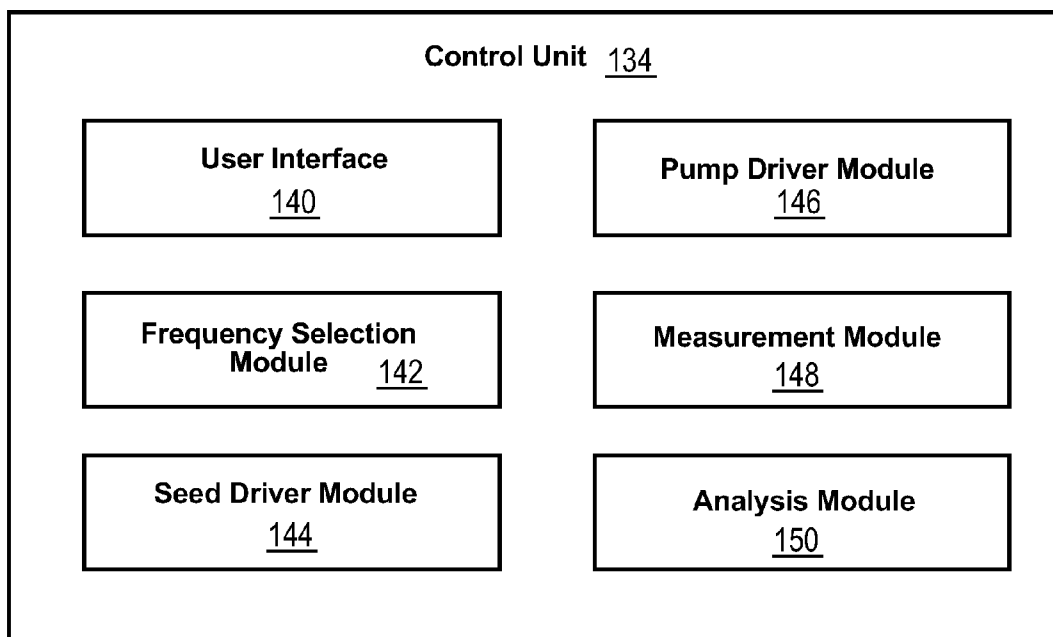 Control Unit 134
User Interface
140
Pump Driver Module
146
Frequency Selection
Module 142
Measurement Module
148
Seed Driver Module
144
Analysis Module
150